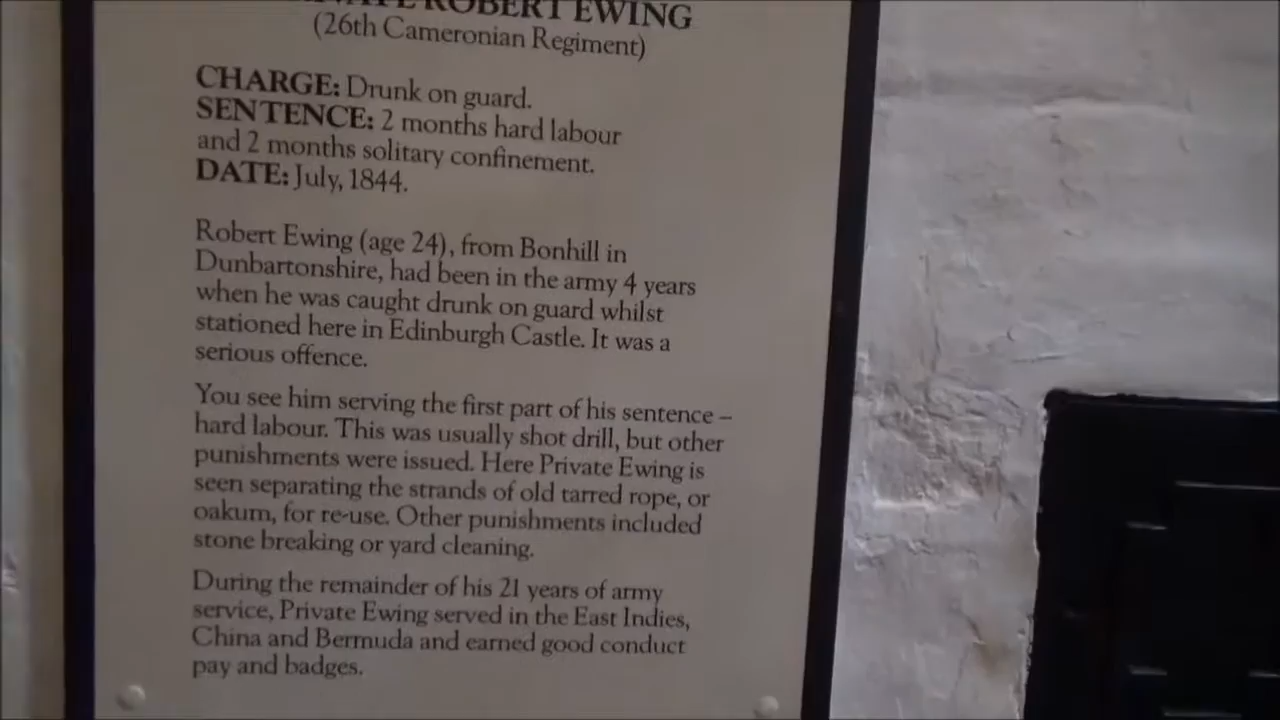 ROBERT EWING
(26th Cameronian Regiment)
CHARGE: Drunk on guard.
SENTENCE: 2 months hard labour
and 2 months solitary confinement.
DATE: July, 1844.
Robert Ewing (age 24), from Bonhill in
Dunbartonshire, had been in the army 4 years
when he was caught drunk on guard whilst
stationed here in Edinburgh Castle. It was a
serious offence.
You see him serving the first part of his sentence –
hard labour. This was usually shot drill, but other
punishments were issued. Here Private Ewing is
seen separating the strands of old tarred rope, or
oakum, for re-use. Other punishments included
stone breaking or yard cleaning.
During the remainder of his 21 years of army
service, Private Ewing served in the East Indies,
China and Bermuda and earned good conduct
pay and badges.